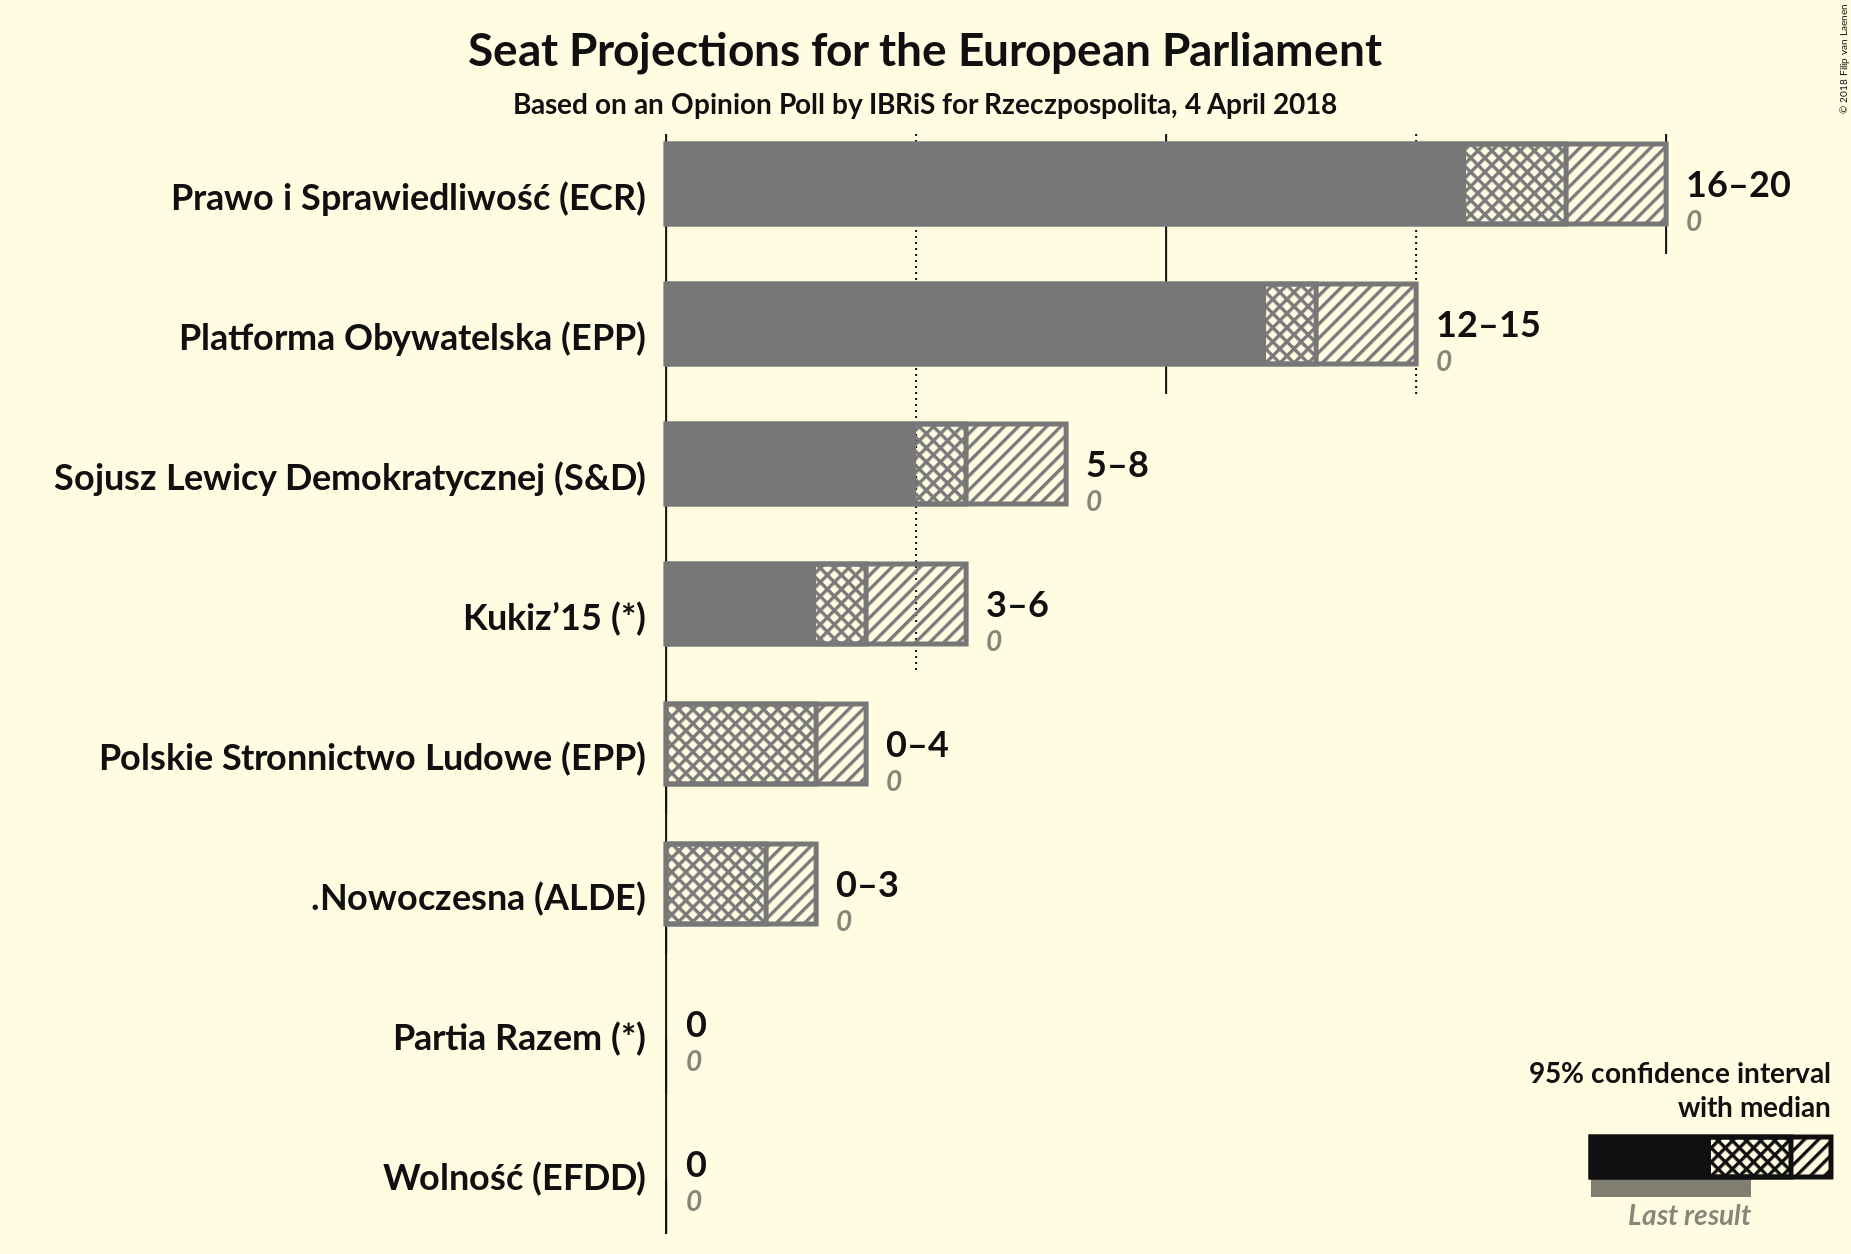 Seat Projections for the European Parliament
Based on an Opinion Poll by IBRiS for Rzeczpospolita, 4 April 2018
© 2018 Filip van Laenen
Prawo i Sprawiedliwość (ECR)
16–20
0
Platforma Obywatelska (EPP)
12–15
0
Sojusz Lewicy Demokratycznej (S&D)
5–8
0
Kukiz’15 (*)
3–6
0
Polskie Stronnictwo Ludowe (EPP)
0–4
0
.Nowoczesna (ALDE)
0–3
0
Partia Razem (*)
0
0
Wolność (EFDD)
0
0
95% confidence interval
with median
Last result